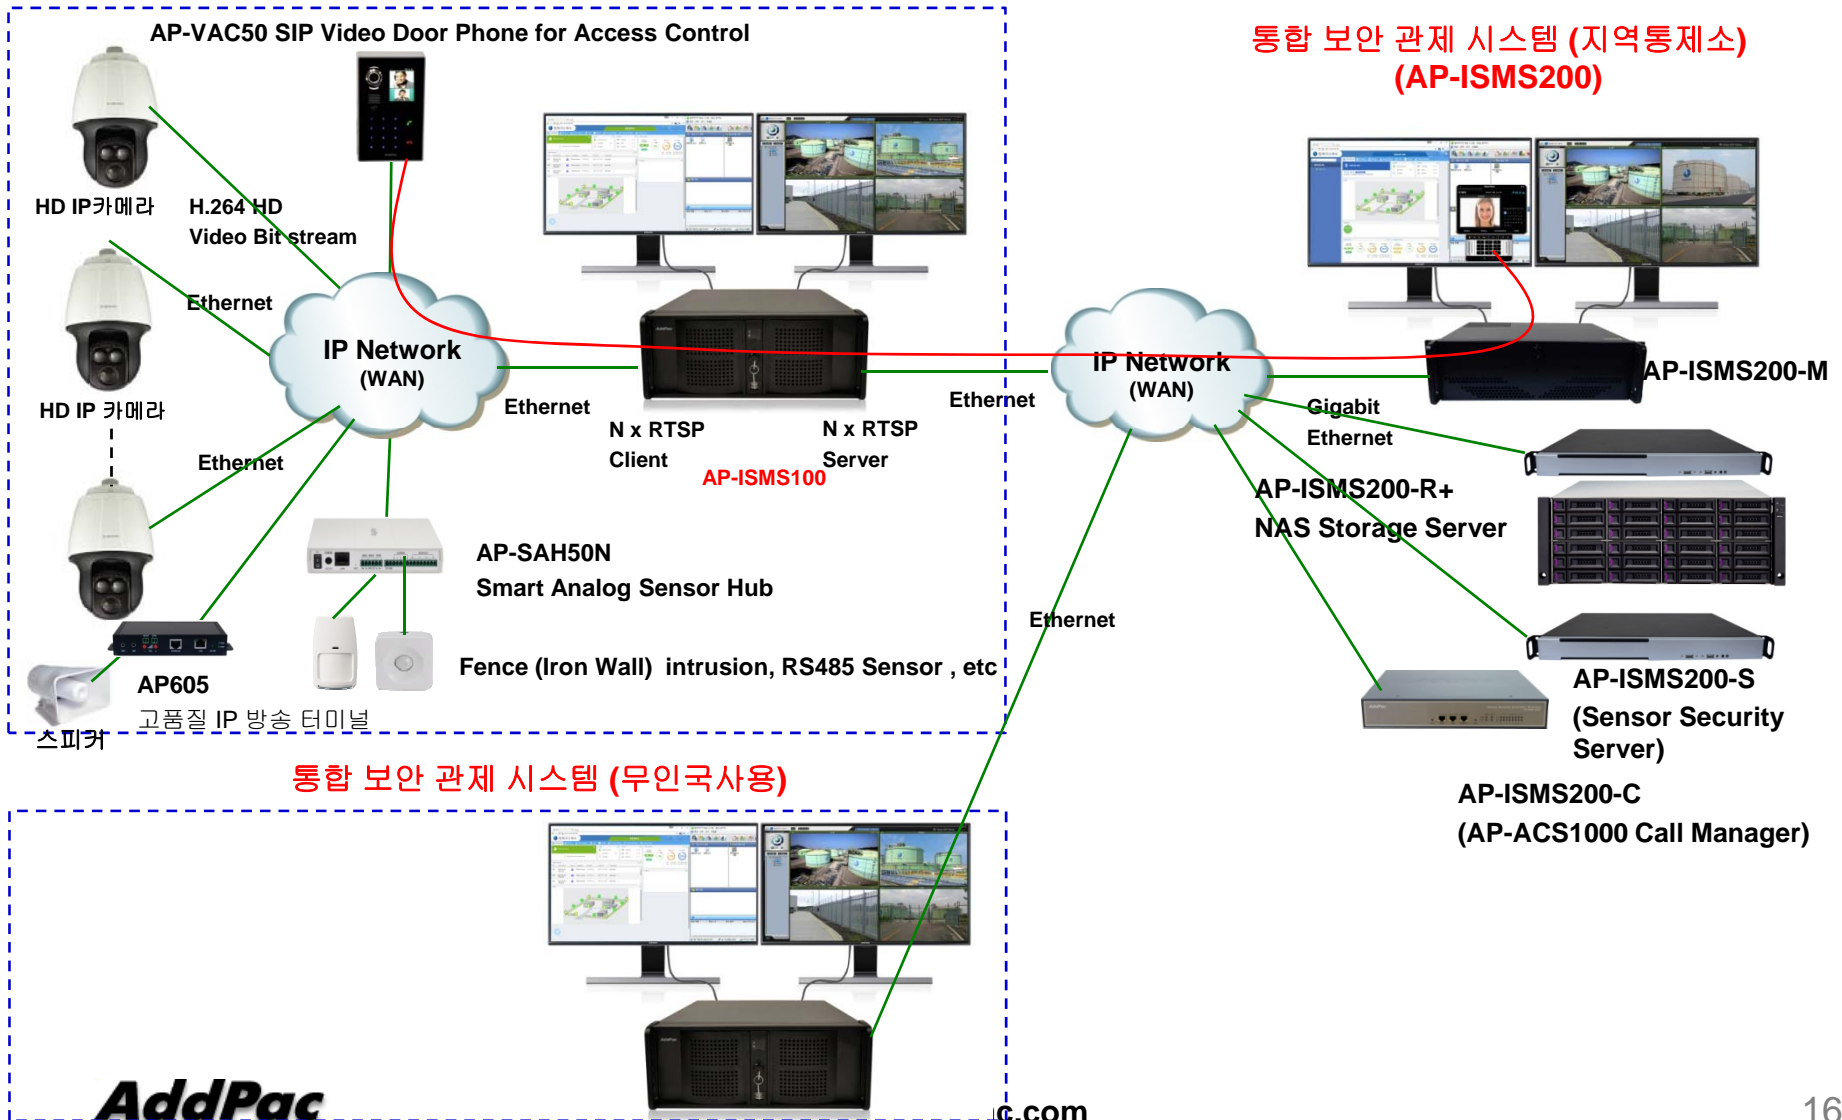 AP-VAC50 SIP Video Door Phone for Access Control
통합 보안 관제 시스템 (지역통제소)
(AP-ISMS200)
HD IP카메라
H.264 HD
Video Bit stream
Ethernet
IP Network
(WAN)
IP Network
(WAN)
AP-ISMS200-M
HD IP 카메라
Ethernet
Ethernet
Gigabit
Ethernet
N x RTSP
Client
N x RTSP
Server
AP-ISMS100
Ethernet
AP-ISMS200-R+
NAS Storage Server
AP-SAH50N
Smart Analog Sensor Hub
Ethernet
Fence (Iron Wall) intrusion, RS485 Sensor , etc
AP605
고품질 IP 방송 터미널
스피커
AP-ISMS200-S
(Sensor Security
Server)
통합 보안 관제 시스템 (무인국사용)
AP-ISMS200-C
(AP-ACS1000 Call Manager)
AddPac
c.com
16